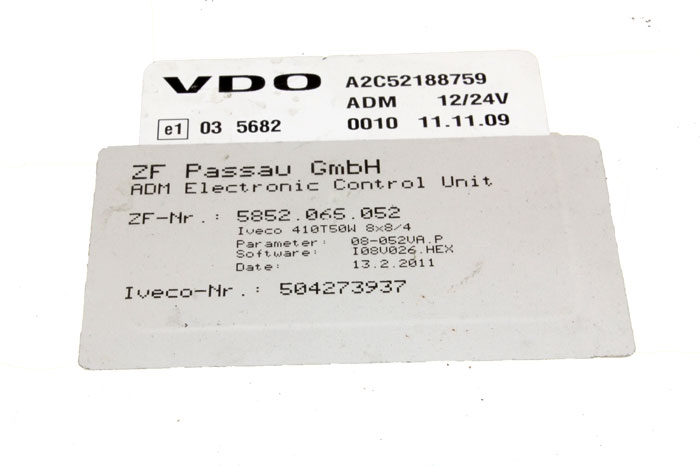 VDO A2C52188759
ADM 12/24V
e1 03 5682 0010 11.11.09
ZF Passau GmbH
ADM Electronic Control Unit
ZF-Nr.: 5852.065.052
Iveco 410T50W 8x8/4
Parameter: 08-052VA.P
Software: I08V026.HEX
Date: 13.2.2011
Iveco-Nr.: 504273937